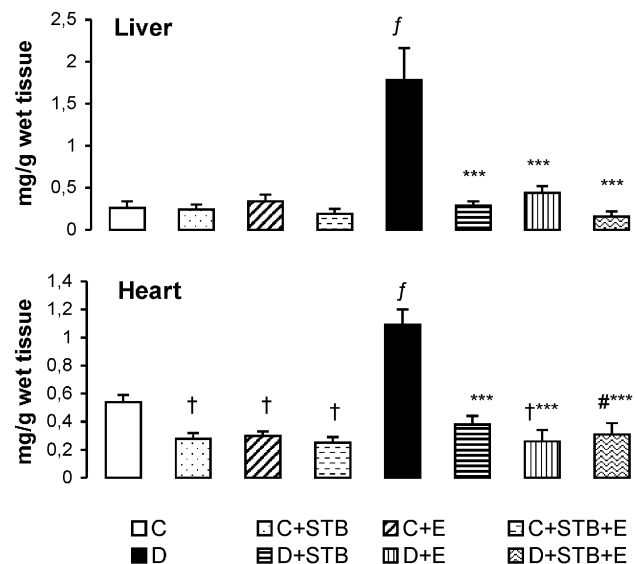 Liver
mg/g wet tissue
2,5
2
1,5
1
0,5
0
ƒ
***
***
***
Heart
mg/g wet tissue
1,4
1,2
1
0,8
0,6
0,4
0,2
0
†
†
†
ƒ
***
†***
#***
C C+STB C+E C+STB+E
D D+STB D+E D+STB+E